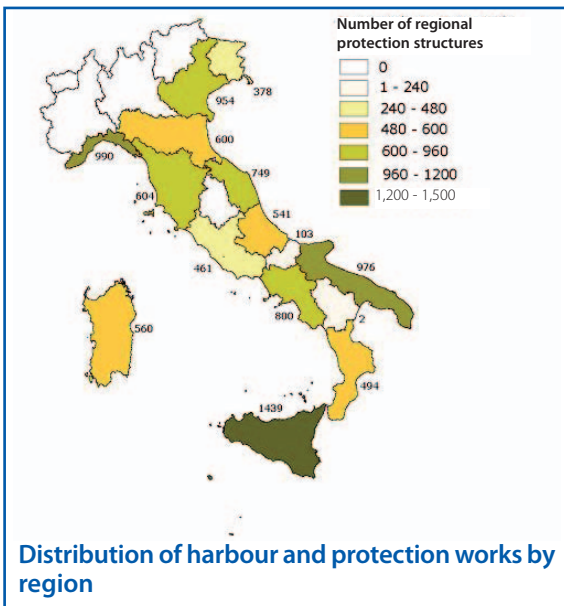 Number of regional
protection structures
0
1 - 240
240 - 480
480 - 600
600 - 960
960 - 1200
1,200 - 1,500
378
954
600
990
749
604
541
103
976
461
800
2
560
494
1439
Distribution of harbour and protection works by
region